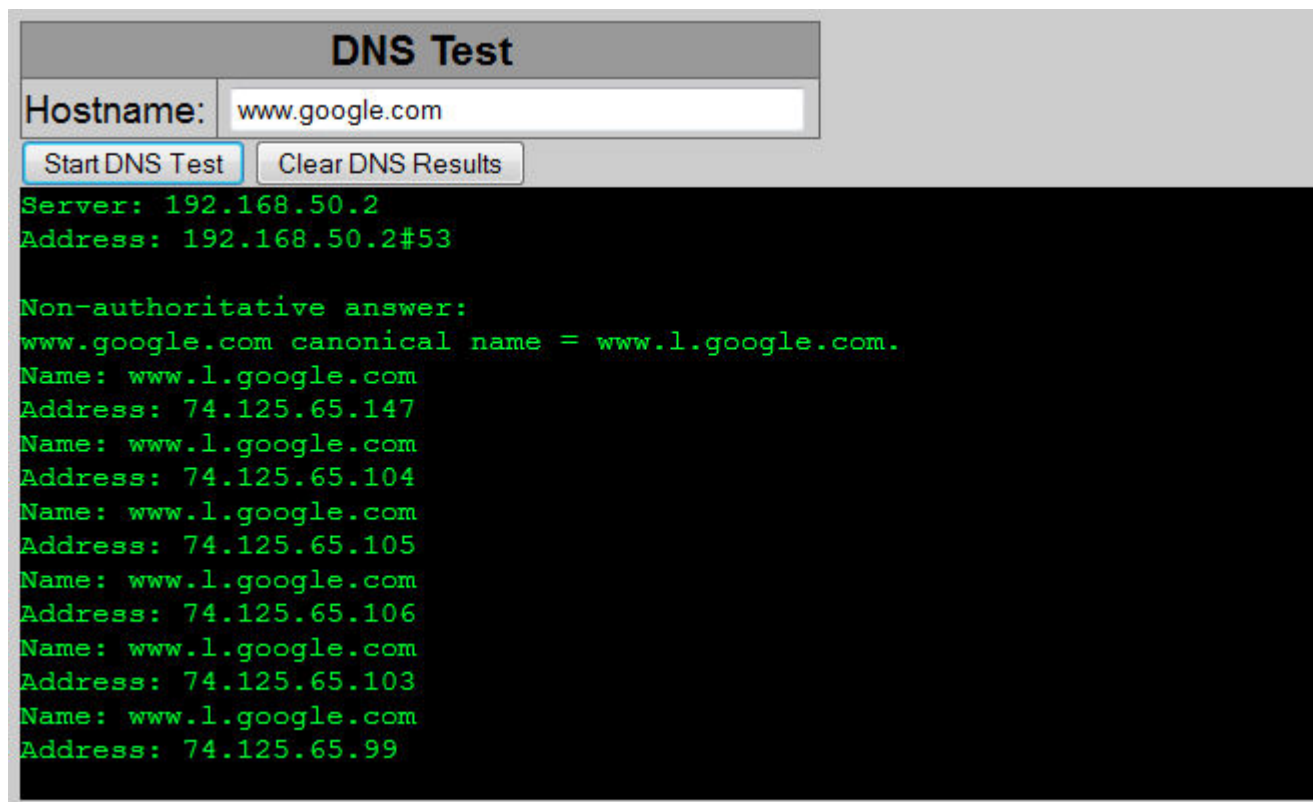 DNS Test
Hostname: www.google.com
Start DNS Test Clear DNS Results
Server: 192.168.50.2
Address: 192.168.50.2#53
Non-authoritative answer:
www.google.com canonical name = www.l.google.com.
Name: www.l.google.com
Address: 74.125.65.147
Name: www.l.google.com
Address: 74.125.65.104
Name: www.l.google.com
Address: 74.125.65.105
Name: www.l.google.com
Address: 74.125.65.106
Name: www.l.google.com
Address: 74.125.65.103
Name: www.l.google.com
Address: 74.125.65.99